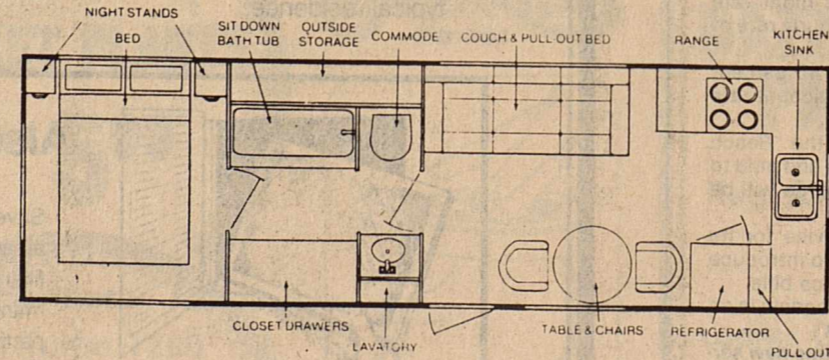 NIGHT STANDS
BED
SIT DOWN
BATH TUB
OUTSIDE
STORAGE
COMMODE
COUCH & PULL-OUT BED
RANGE
KITCHEN
SINK
CLOSET DRAWERS
LAVATORY
TABLE & CHAIRS
REFRIGERATOR
PULL-OUT